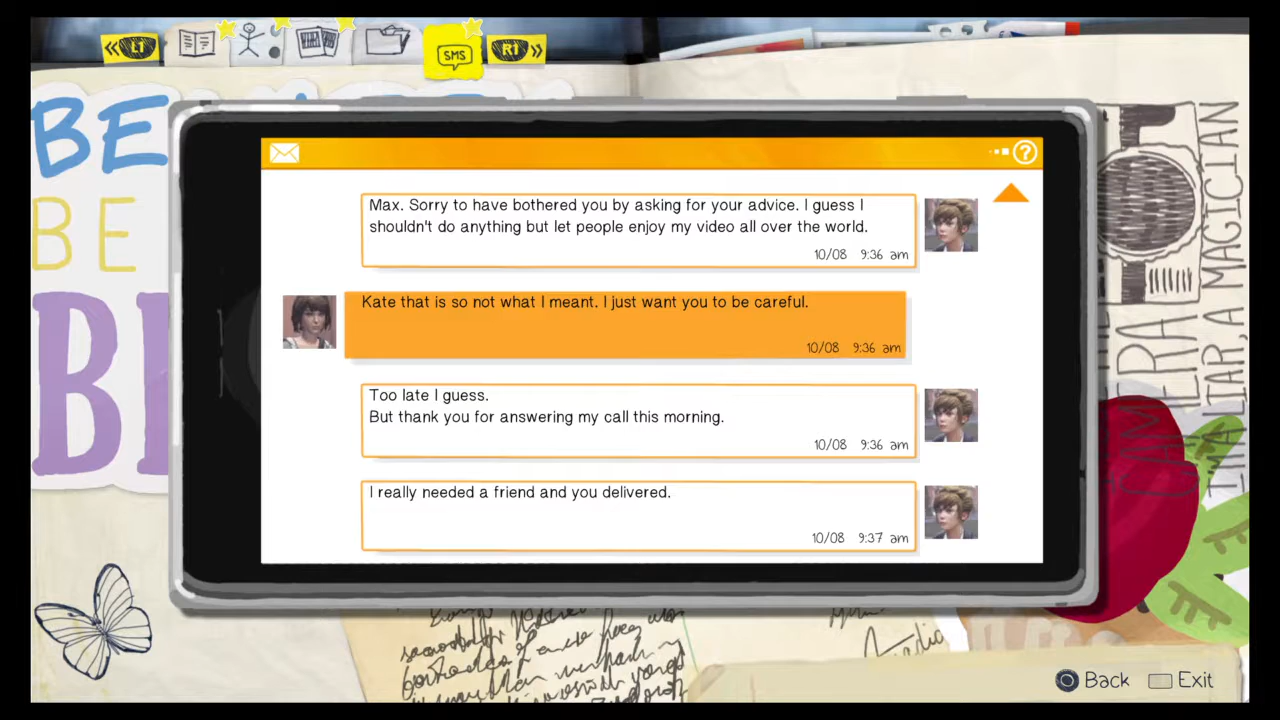 L1
SMS
R1
BE
BE
Max. Sorry to have bothered you by asking for your advice. I guess I
shouldn't do anything but let people enjoy my video all over the world.
10/08 9:36 am
Kate that is so not what I meant. I just want you to be careful.
10/08 9:36 am
Too late I guess.
But thank you for answering my call this morning.
10/08 9:36 am
I really needed a friend and you delivered.
10/08 9:37 am
LIAR, A MAGICIAN
Back
Exit